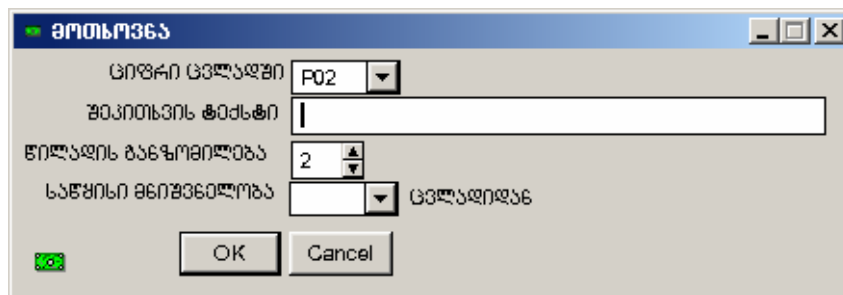 მოთხოვნა
ციფრი ცვლადში P02
შეკითხვის ტექსტი
წილადის განზომილება 2
საწყისი მნიშვნელობა ცვლადიდან
OK Cancel